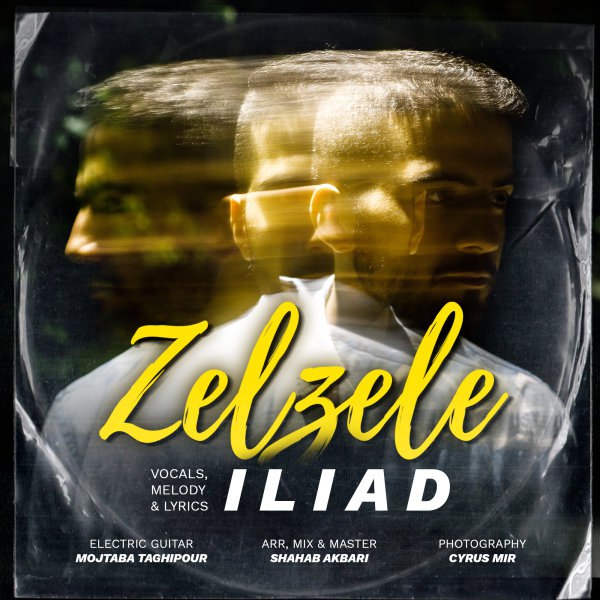 Zelzele
VOCALS,
MELODY
& LYRICS
ILIAD
ELECTRIC GUITAR
MOJTABA TAGHIPOUR
ARR, MIX & MASTER
SHAHAB AKBARI
PHOTOGRAPHY
CYRUS MIR